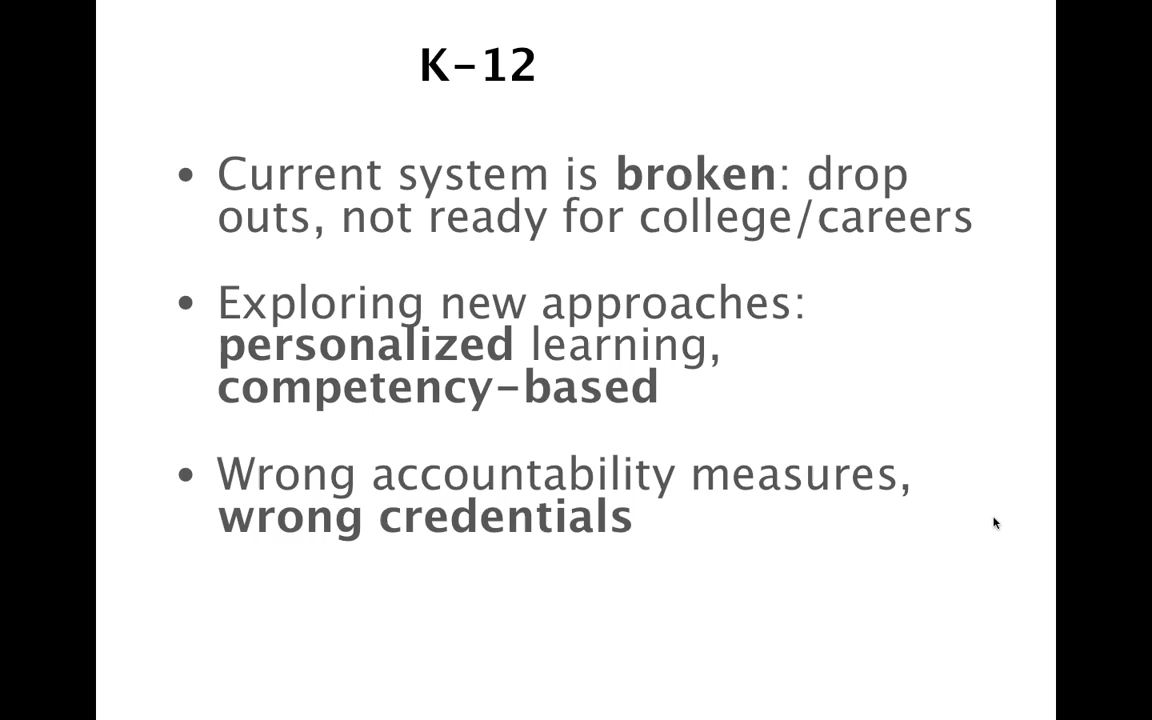 K-12
• Current system is broken: drop
outs, not ready for college/careers
• Exploring new approaches:
personalized learning,
competency-based
• Wrong accountability measures,
wrong credentials